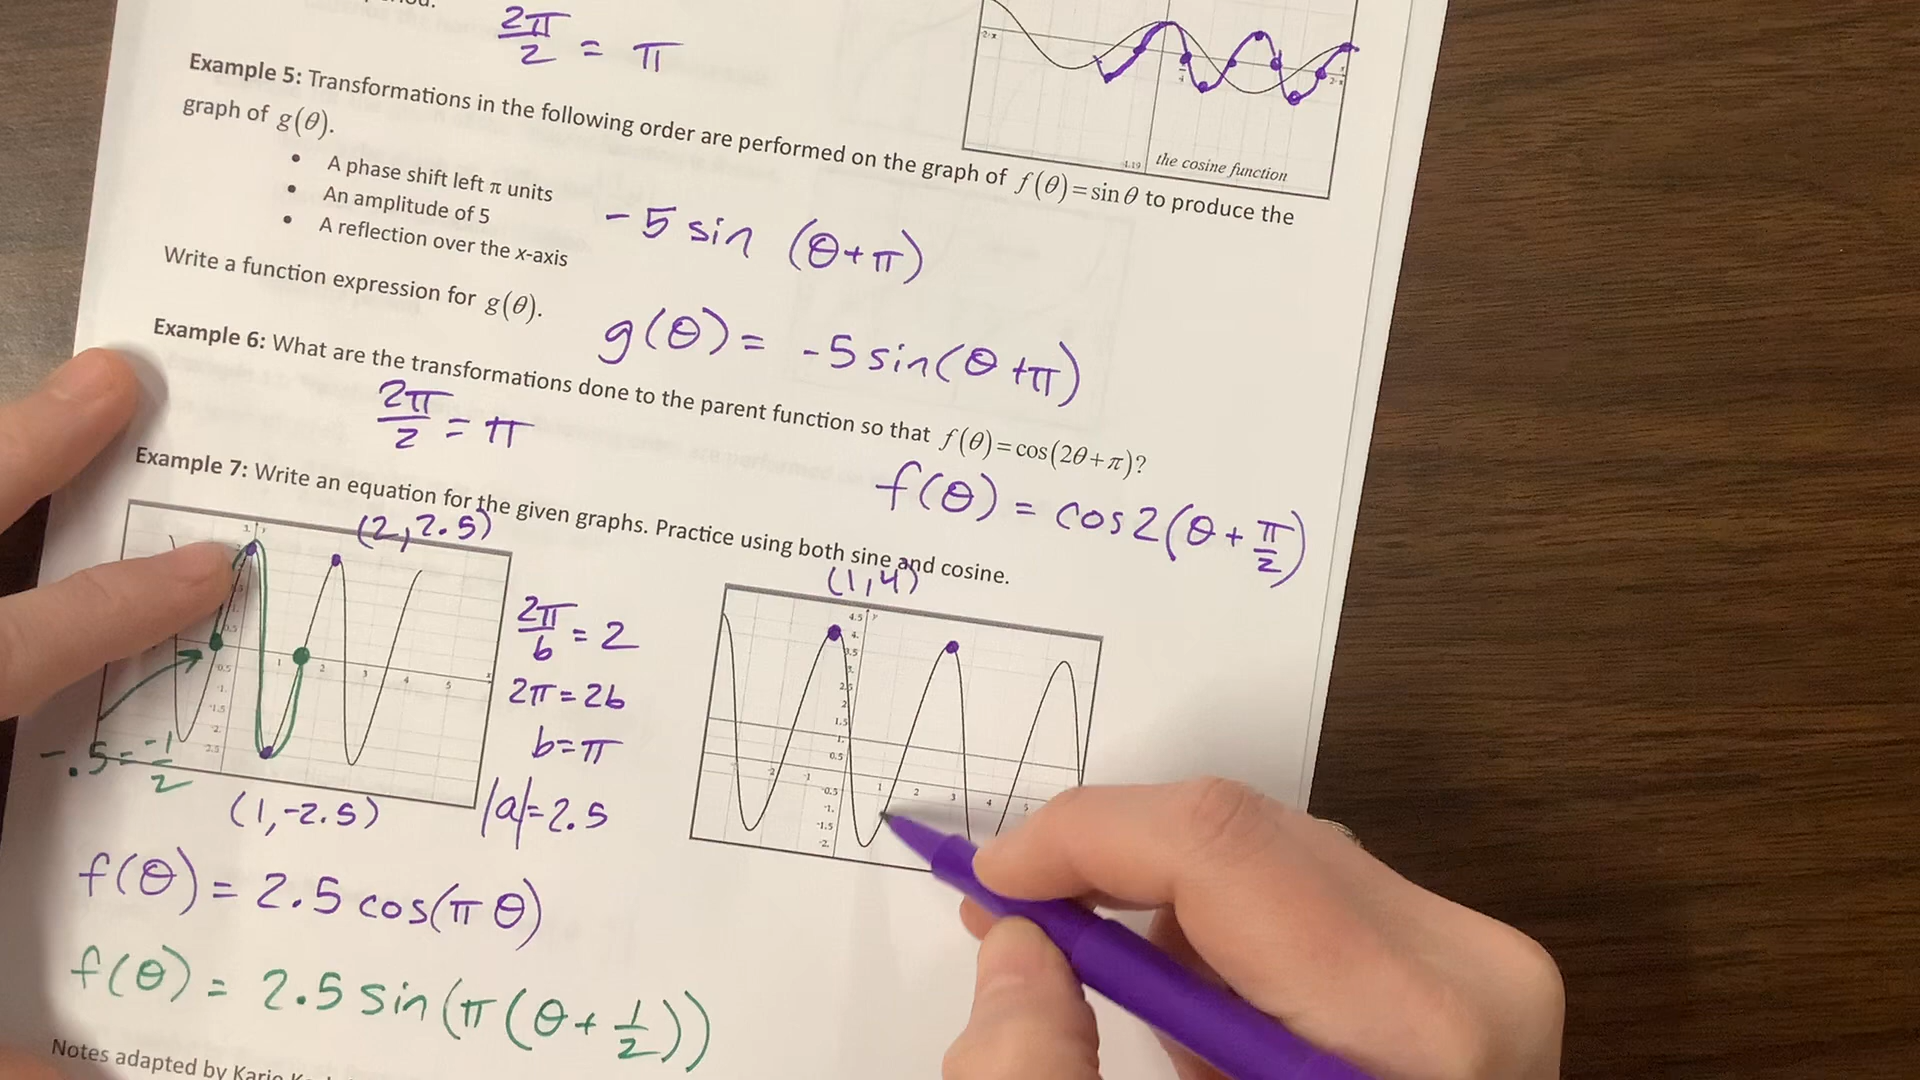 2π/2 = π
the cosine function
Example 5: Transformations in the following order are performed on the graph of f(θ)=sin θ to produce the
graph of g(θ).
• A phase shift left π units
• An amplitude of 5
• A reflection over the x-axis
-5 sin (θ+π)
Write a function expression for g(θ).
g(θ) = -5 sin(θ+π)
Example 6: What are the transformations done to the parent function so that f(θ)=cos(2θ+π)?
2π/2 = π
f(θ) = cos2(θ+π/2)
Example 7: Write an equation for the given graphs. Practice using both sine and cosine.
(2,2.5)
2π/b = 2
2π=2b
b=π
|a|=2.5
-.5=-1/2
(1,-2.5)
(1,4)
f(θ) = 2.5 cos(π θ)
f(θ) = 2.5 sin(π(θ+1/2))
Notes adapted by